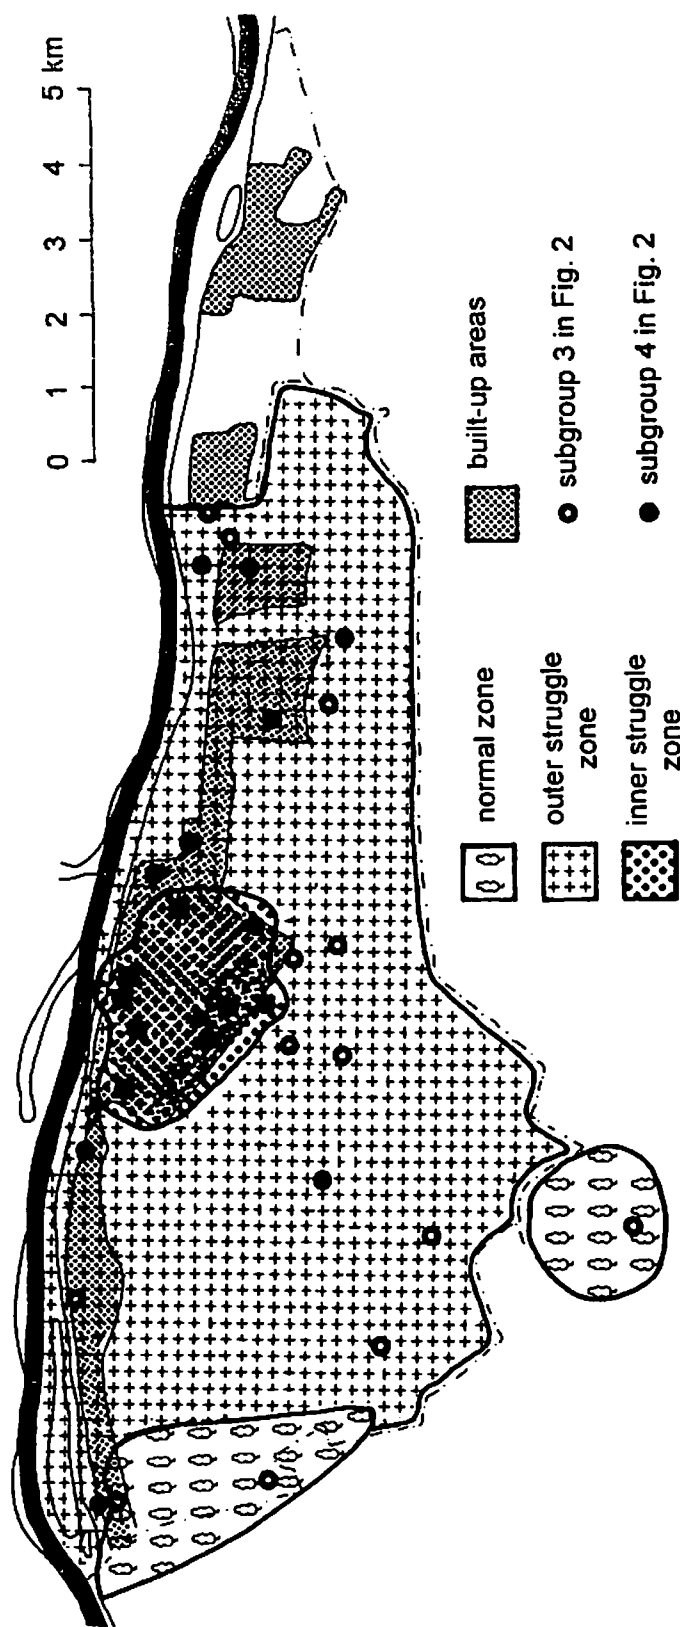 0 1 2 3 4 5 km
normal zone
outer struggle
zone
inner struggle
zone
built-up areas
subgroup 3 in Fig. 2
subgroup 4 in Fig. 2